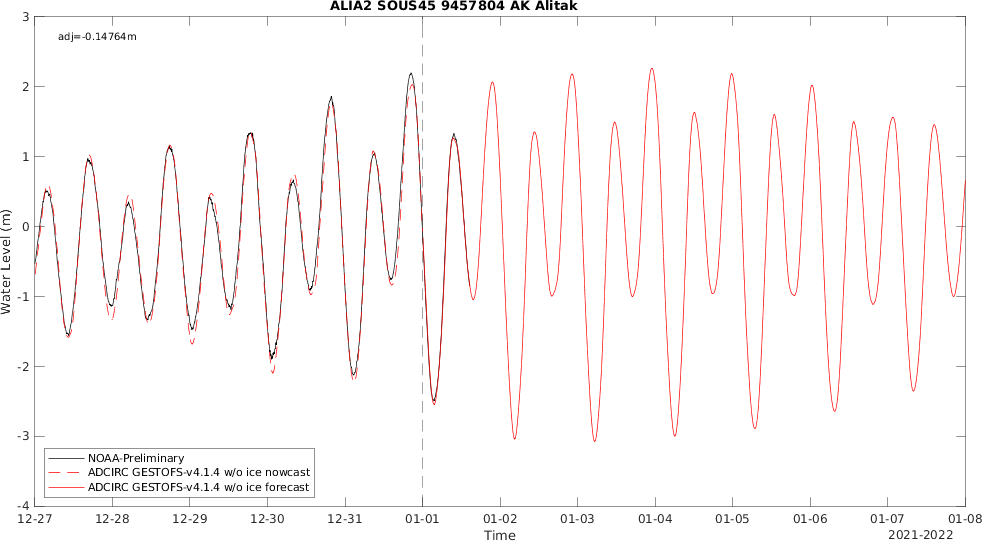 ALIA2 SOUS45 9457804 AK Alitak
adj=-0.14764m
3
2
1
0
-1
-2
-3
-4
Water Level (m)
NOAA-Preliminary
ADCIRC GESTOFS-v4.1.4 w/o ice nowcast
ADCIRC GESTOFS-v4.1.4 w/o ice forecast
12-27 12-28 12-29 12-30 12-31 01-01 01-02 01-03 01-04 01-05 01-06 01-07 01-08
Time
2021-2022